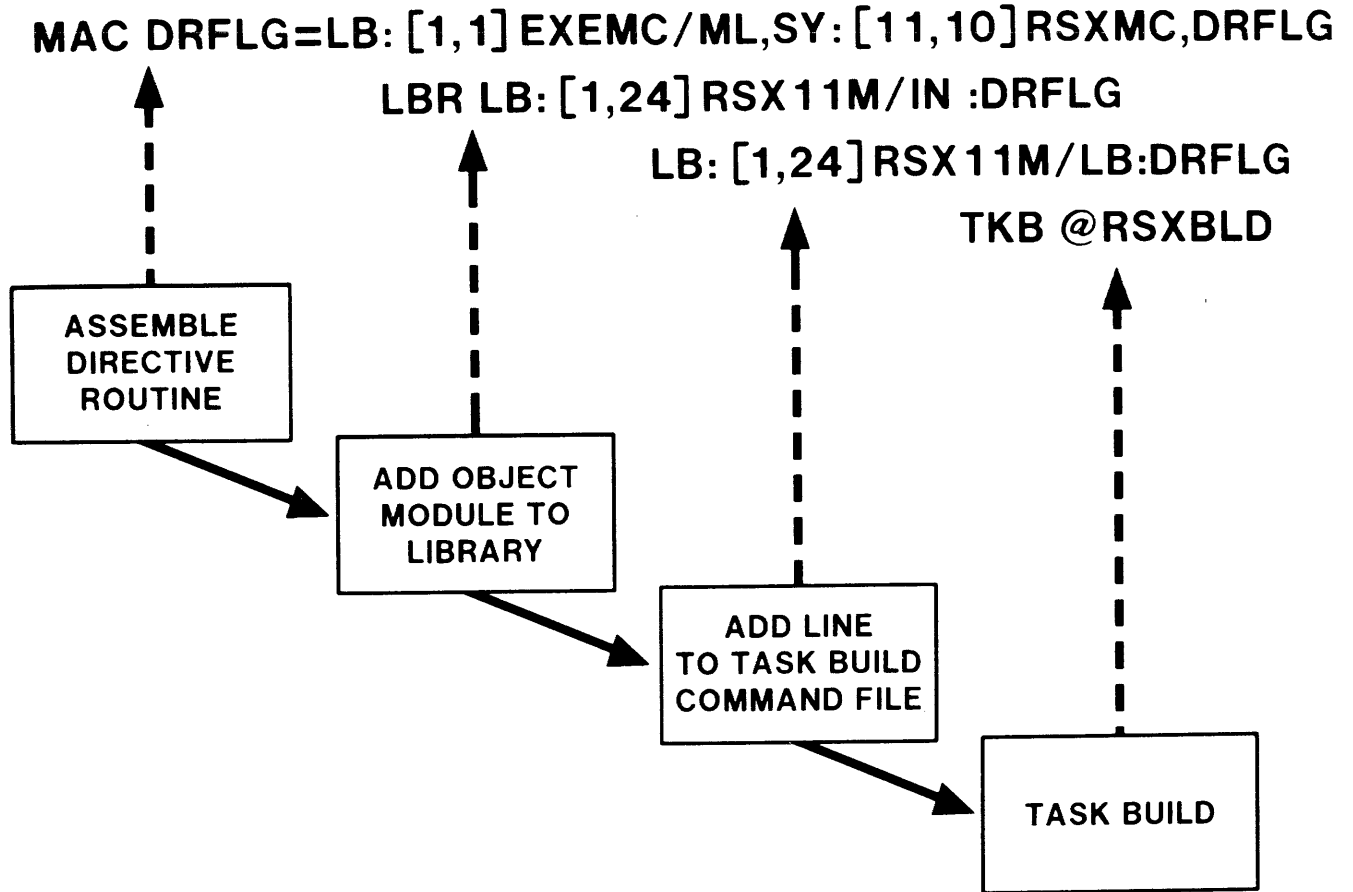 MAC DRFLG=LB:[1,1]EXEMC/ML,SY:[11,10]RSXMC,DRFLG
LBR LB:[1,24]RSX11M/IN :DRFLG
LB:[1,24]RSX11M/LB:DRFLG
TKB @RSXBLD
ASSEMBLE
DIRECTIVE
ROUTINE
ADD OBJECT
MODULE TO
LIBRARY
ADD LINE
TO TASK BUILD
COMMAND FILE
TASK BUILD